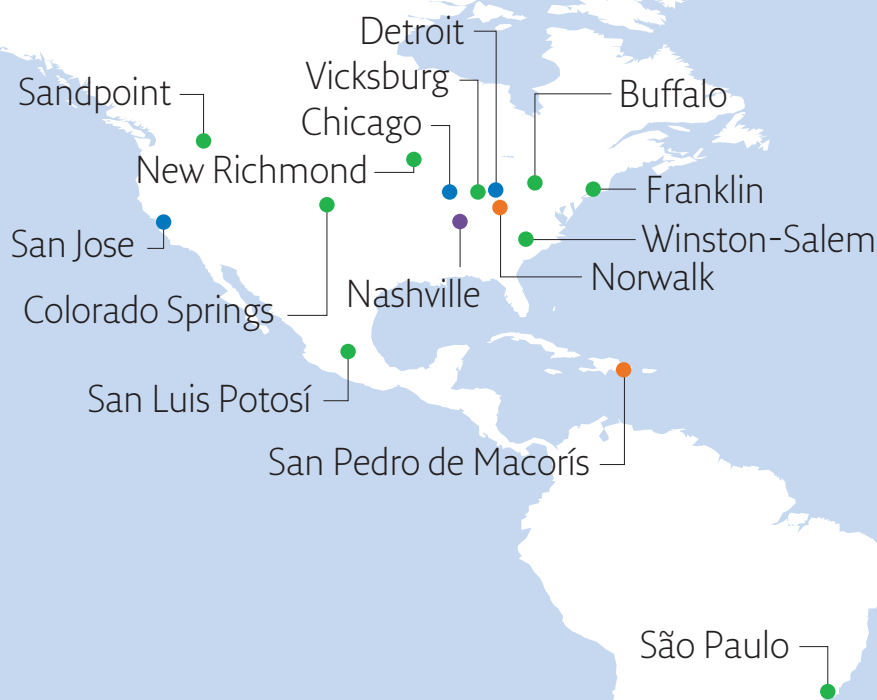 Detroit
Vicksburg
Sandpoint
Buffalo
Chicago
New Richmond
Franklin
San Jose
Winston-Salem
Norwalk
Nashville
Colorado Springs
San Luis Potosí
San Pedro de Macorís
São Paulo